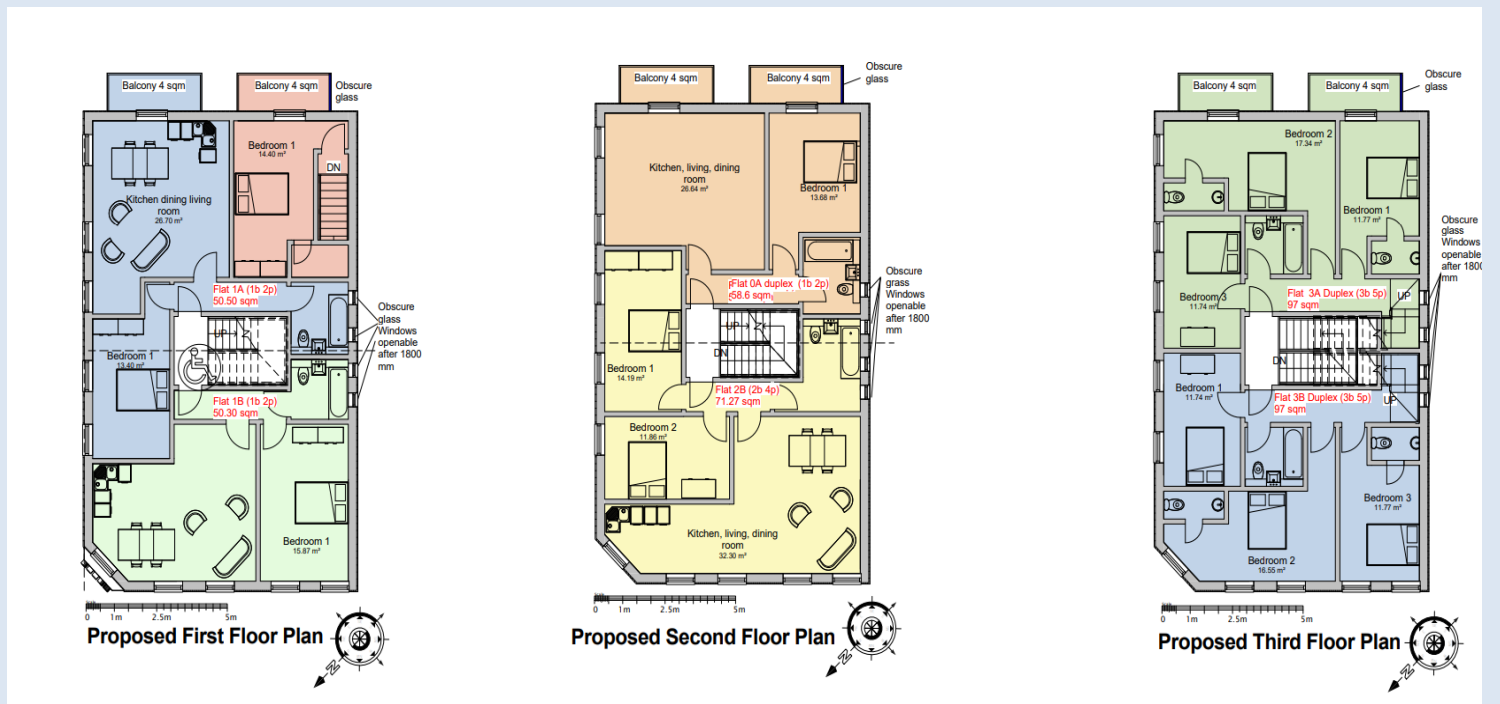 Balcony 4 sqm
Balcony 4 sqm
Obscure
glass
Bedroom 1
14.40 m²
DN
Kitchen dining living
room
26.70 m²
Flat 1A (1b 2p)
50.50 sqm
Obscure
glass
Windows
openable
after 1800
mm
UP
Bedroom 1
13.40 m²
Flat 1B (1b 2p)
50.30 sqm
Bedroom 1
15.87 m²
0 1m 2.5m 5m
Proposed First Floor Plan
N
Balcony 4 sqm
Balcony 4 sqm
Obscure
glass
Kitchen, living, dining
room
26.64 m²
Bedroom 1
13.68 m²
Flat 0A duplex (1b 2p)
58.6 sqm
Obscure
grass
Windows
openable
after 1800
mm
UP
DN
Bedroom 1
14.19 m²
Flat 2B (2b 4p)
71.27 sqm
Bedroom 2
11.86 m²
Kitchen, living, dining
room
32.30 m²
0 1m 2.5m 5m
Proposed Second Floor Plan
N
Balcony 4 sqm
Balcony 4 sqm
Obscure
glass
Bedroom 2
17.34 m²
Bedroom 1
11.77 m²
Obscure
glass
Windows
openable
after 1800
mm
Bedroom 3
11.74 m²
Flat 3A Duplex (3b 5p)
97 sqm
UP
DN
Bedroom 1
11.74 m²
Flat 3B Duplex (3b 5p)
97 sqm
UP
Bedroom 3
11.77 m²
Bedroom 2
16.55 m²
0 1m 2.5m 5m
Proposed Third Floor Plan
N